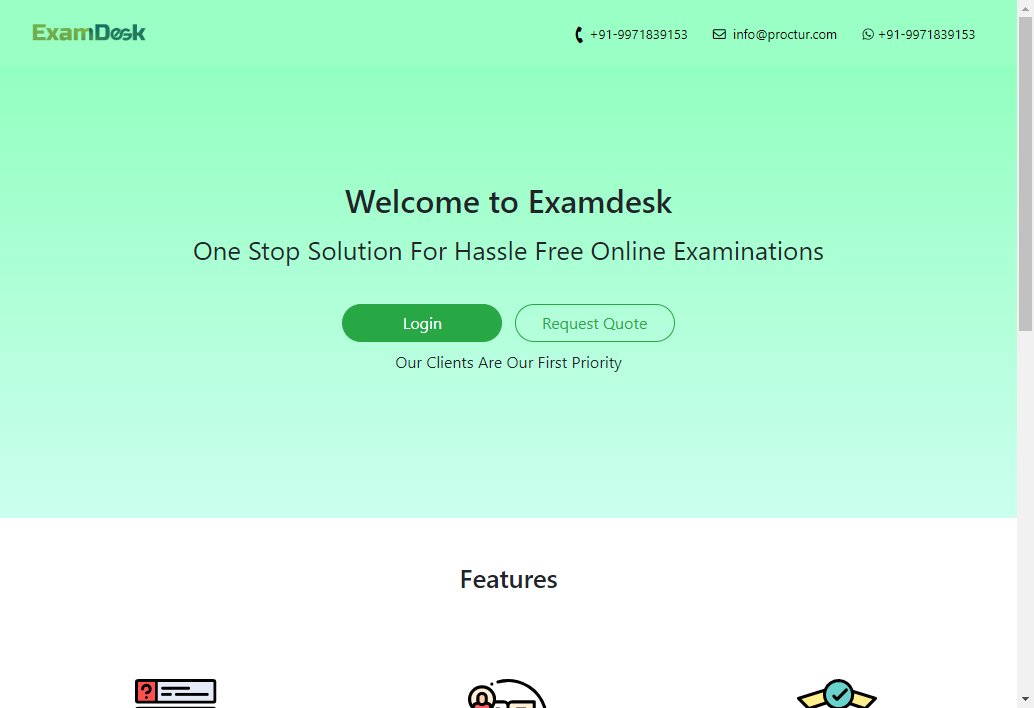 ExamDesk
+91-9971839153
info@proctur.com
+91-9971839153
Welcome to Examdesk
One Stop Solution For Hassle Free Online Examinations
Login
Request Quote
Our Clients Are Our First Priority
Features
?